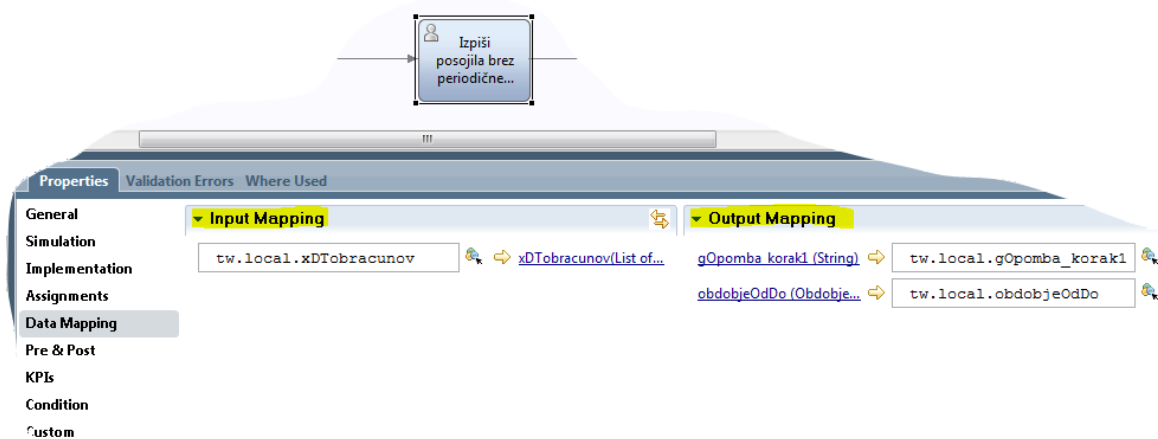 Izpiši
posojila brez
periodične...
Properties Validation Errors Where Used
General
Simulation
Implementation
Assignments
Data Mapping
Pre & Post
KPIs
Condition
Custom
Input Mapping
tw.local.xDTobracunov xDTobracunov(List of...
Output Mapping
gOpomba_korak1 (String) tw.local.gOpomba_korak1
obdobjeOdDo (Obdobje... tw.local.obdobjeOdDo